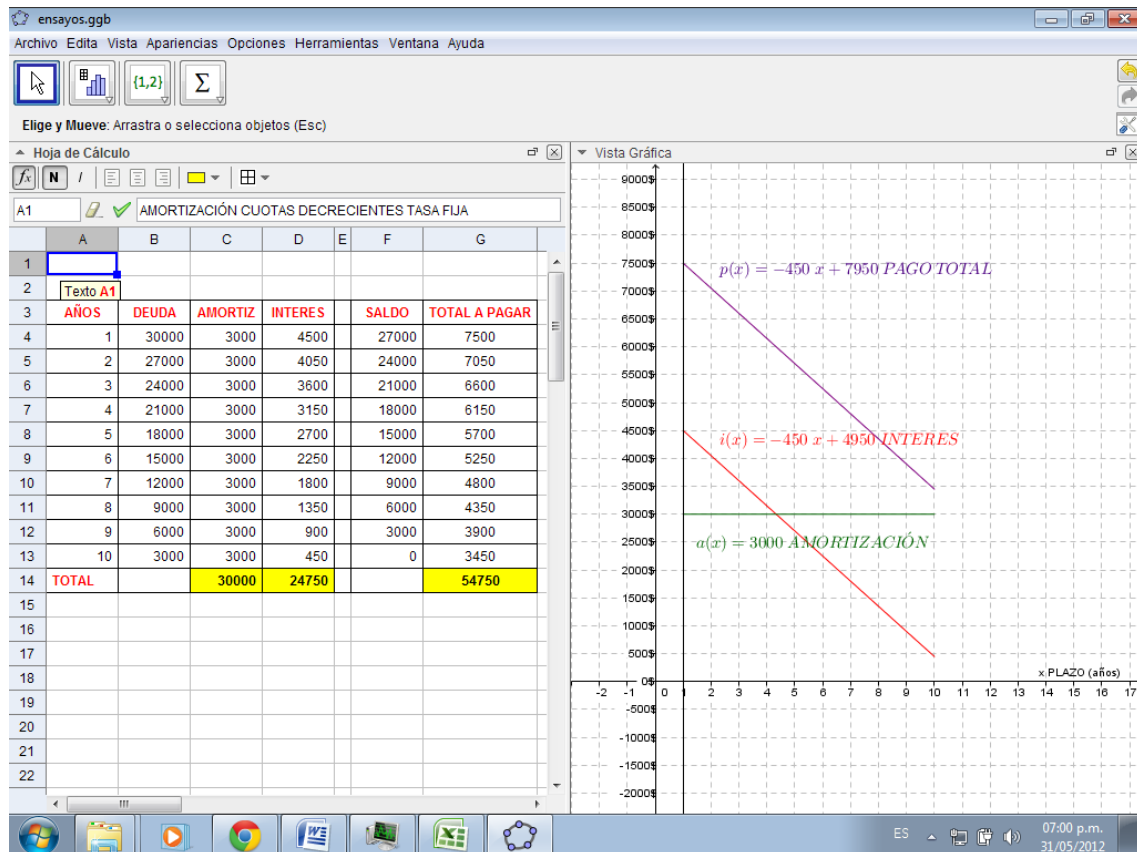 ensayos.ggb
Archivo Edita Vista Apariencias Opciones Herramientas Ventana Ayuda
{1,2} Σ
Elige y Mueve: Arrastra o selecciona objetos (Esc)
Hoja de Cálculo
fx N I
A1 AMORTIZACIÓN CUOTAS DECRECIENTES TASA FIJA
A B C D E F G
1
2 Texto A1
3 AÑOS DEUDA AMORTIZ INTERES SALDO TOTAL A PAGAR
4 1 30000 3000 4500 27000 7500
5 2 27000 3000 4050 24000 7050
6 3 24000 3000 3600 21000 6600
7 4 21000 3000 3150 18000 6150
8 5 18000 3000 2700 15000 5700
9 6 15000 3000 2250 12000 5250
10 7 12000 3000 1800 9000 4800
11 8 9000 3000 1350 6000 4350
12 9 6000 3000 900 3000 3900
13 10 3000 3000 450 0 3450
14 TOTAL 30000 24750 54750
15
16
17
18
19
20
21
22
Vista Gráfica
9000$
8500$
8000$
7500$
p(x) = −450 x + 7950 PAGO TOTAL
7000$
6500$
6000$
5500$
5000$
4500$
i(x) = −450 x + 4950 INTERES
4000$
3500$
3000$
2500$
a(x) = 3000 AMORTIZACIÓN
2000$
1500$
1000$
500$
x PLAZO (años)
0$
-2 -1 0 1 2 3 4 5 6 7 8 9 10 11 12 13 14 15 16 17
-500$
-1000$
-1500$
-2000$
ES 07:00 p.m.
31/05/2012